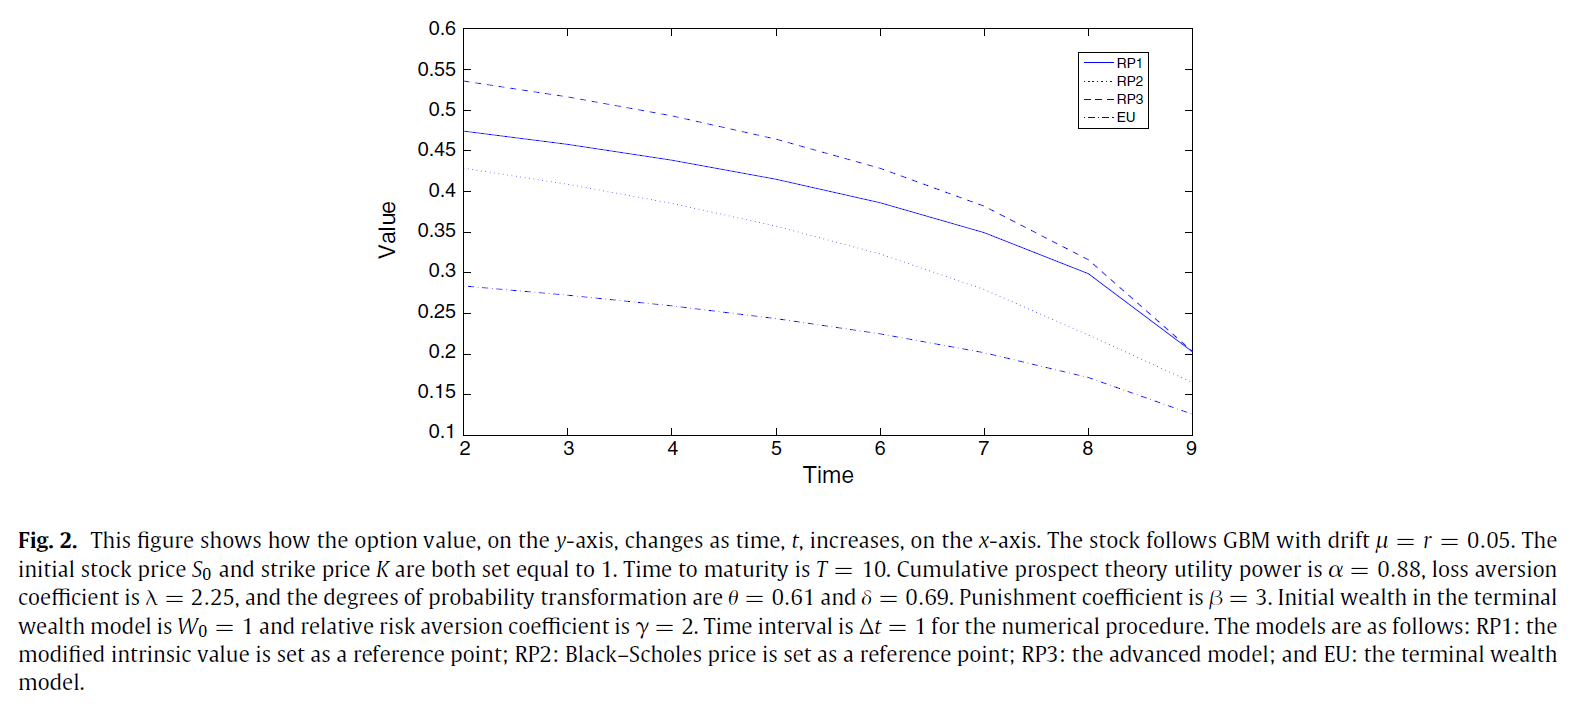 0.6
0.55
0.5
0.45
0.4
0.35
0.3
0.25
0.2
0.15
0.1
Value
RP1
RP2
RP3
EU
2 3 4 5 6 7 8 9
Time
Fig. 2. This figure shows how the option value, on the y-axis, changes as time, t, increases, on the x-axis. The stock follows GBM with drift μ = r = 0.05. The
initial stock price S₀ and strike price K are both set equal to 1. Time to maturity is T = 10. Cumulative prospect theory utility power is α = 0.88, loss aversion
coefficient is λ = 2.25, and the degrees of probability transformation are θ = 0.61 and δ = 0.69. Punishment coefficient is β = 3. Initial wealth in the terminal
wealth model is W₀ = 1 and relative risk aversion coefficient is γ = 2. Time interval is Δt = 1 for the numerical procedure. The models are as follows: RP1: the
modified intrinsic value is set as a reference point; RP2: Black–Scholes price is set as a reference point; RP3: the advanced model; and EU: the terminal wealth
model.